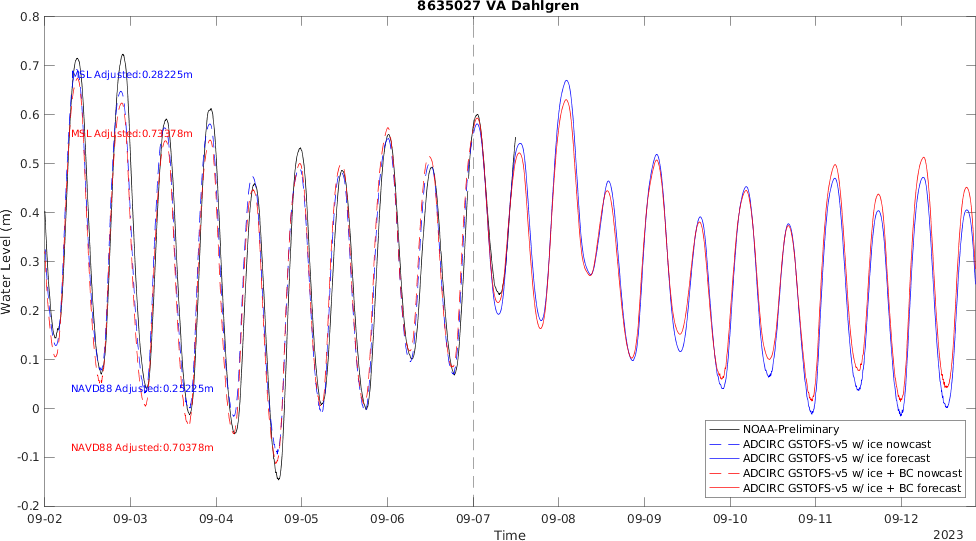 8635027 VA Dahlgren
Water Level (m)
0.8
0.7
0.6
0.5
0.4
0.3
0.2
0.1
0
-0.1
-0.2
MSL Adjusted:0.28225m
MSL Adjusted:0.73378m
NAVD88 Adjusted:0.25225m
NAVD88 Adjusted:0.70378m
NOAA-Preliminary
ADCIRC GSTOFS-v5 w/ ice nowcast
ADCIRC GSTOFS-v5 w/ ice forecast
ADCIRC GSTOFS-v5 w/ ice + BC nowcast
ADCIRC GSTOFS-v5 w/ ice + BC forecast
09-02 09-03 09-04 09-05 09-06 09-07 09-08 09-09 09-10 09-11 09-12
Time
2023